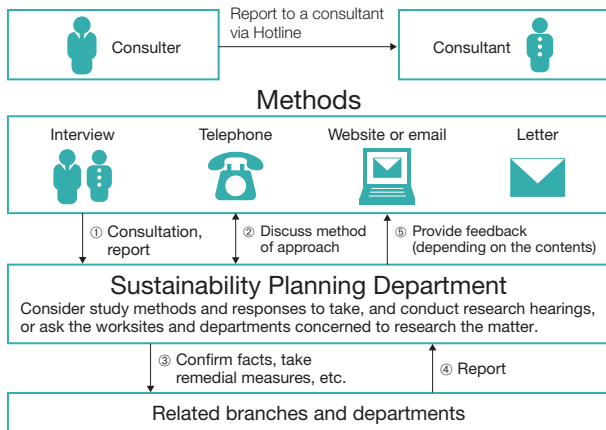 Report to a consultant
via Hotline
Consulter
Consultant
Methods
Interview
Telephone
Website or email
Letter
① Consultation,
report
② Discuss method
of approach
⑤ Provide feedback
(depending on the contents)
Sustainability Planning Department
Consider study methods and responses to take, and conduct research hearings,
or ask the worksites and departments concerned to research the matter.
③ Confirm facts, take
remedial measures, etc.
④ Report
Related branches and departments